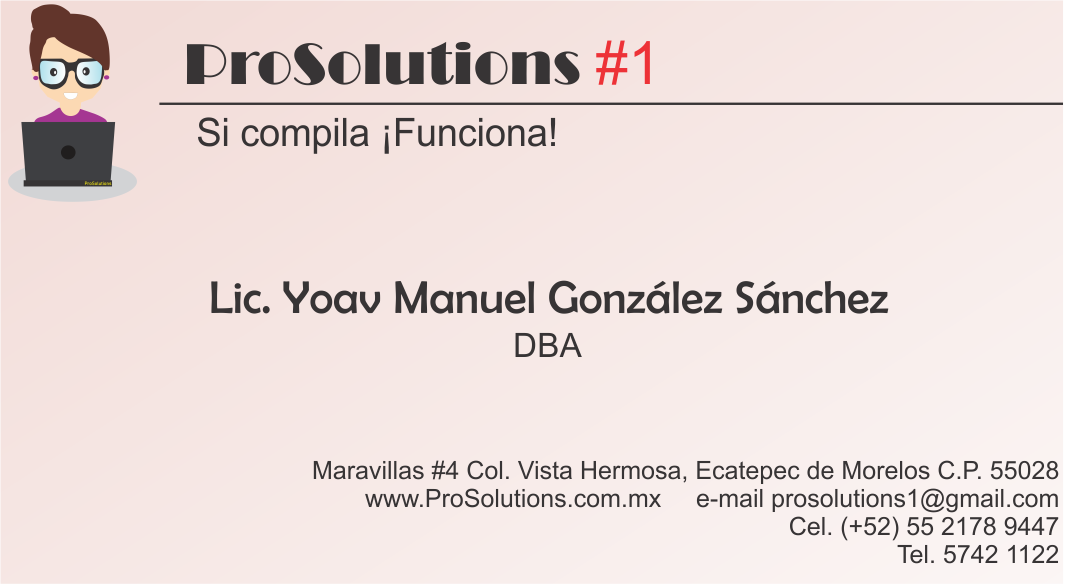 ProSolutions #1
Si compila ¡Funciona!
ProSolutions
Lic. Yoav Manuel González Sánchez
DBA
Maravillas #4 Col. Vista Hermosa, Ecatepec de Morelos C.P. 55028
www.ProSolutions.com.mx e-mail prosolutions1@gmail.com
Cel. (+52) 55 2178 9447
Tel. 5742 1122